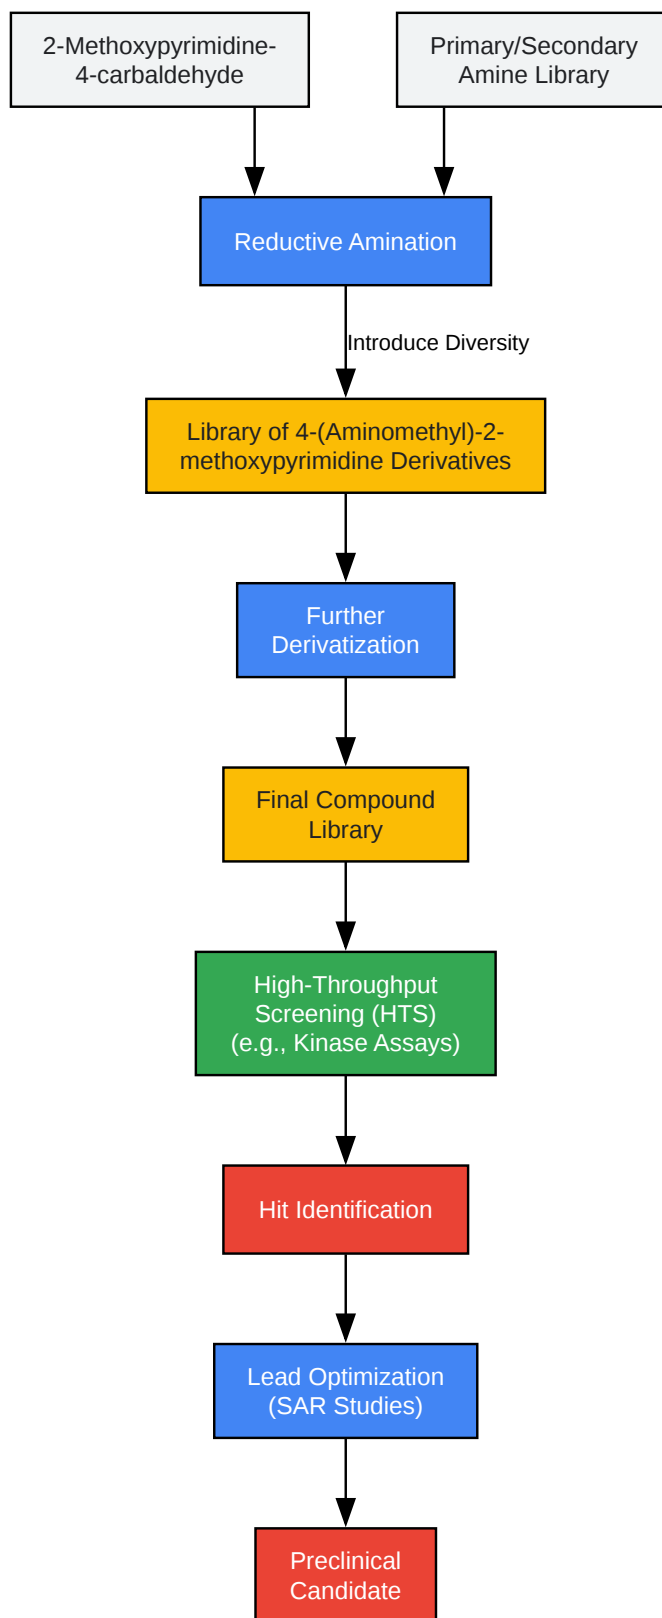 2-Methoxypyrimidine-
4-carbaldehyde
Primary/Secondary
Amine Library
Reductive Amination
Introduce Diversity
Library of 4-(Aminomethyl)-2-
methoxypyrimidine Derivatives
Further
Derivatization
Final Compound
Library
High-Throughput
Screening (HTS)
(e.g., Kinase Assays)
Hit Identification
Lead Optimization
(SAR Studies)
Preclinical
Candidate